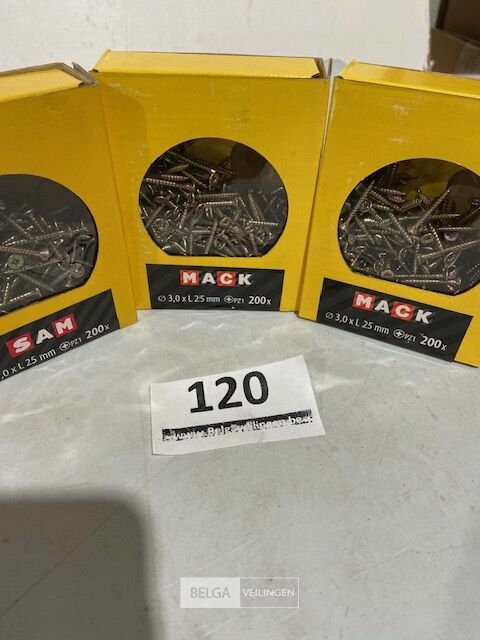 SAM
,0 x L 25 mm PZ1 200x
MACK
Ø 3,0 x L 25 mm PZ1 200x
MACK
Ø 3,0 x L 25 mm PZ1 200x
120
BELGA VEILINGEN